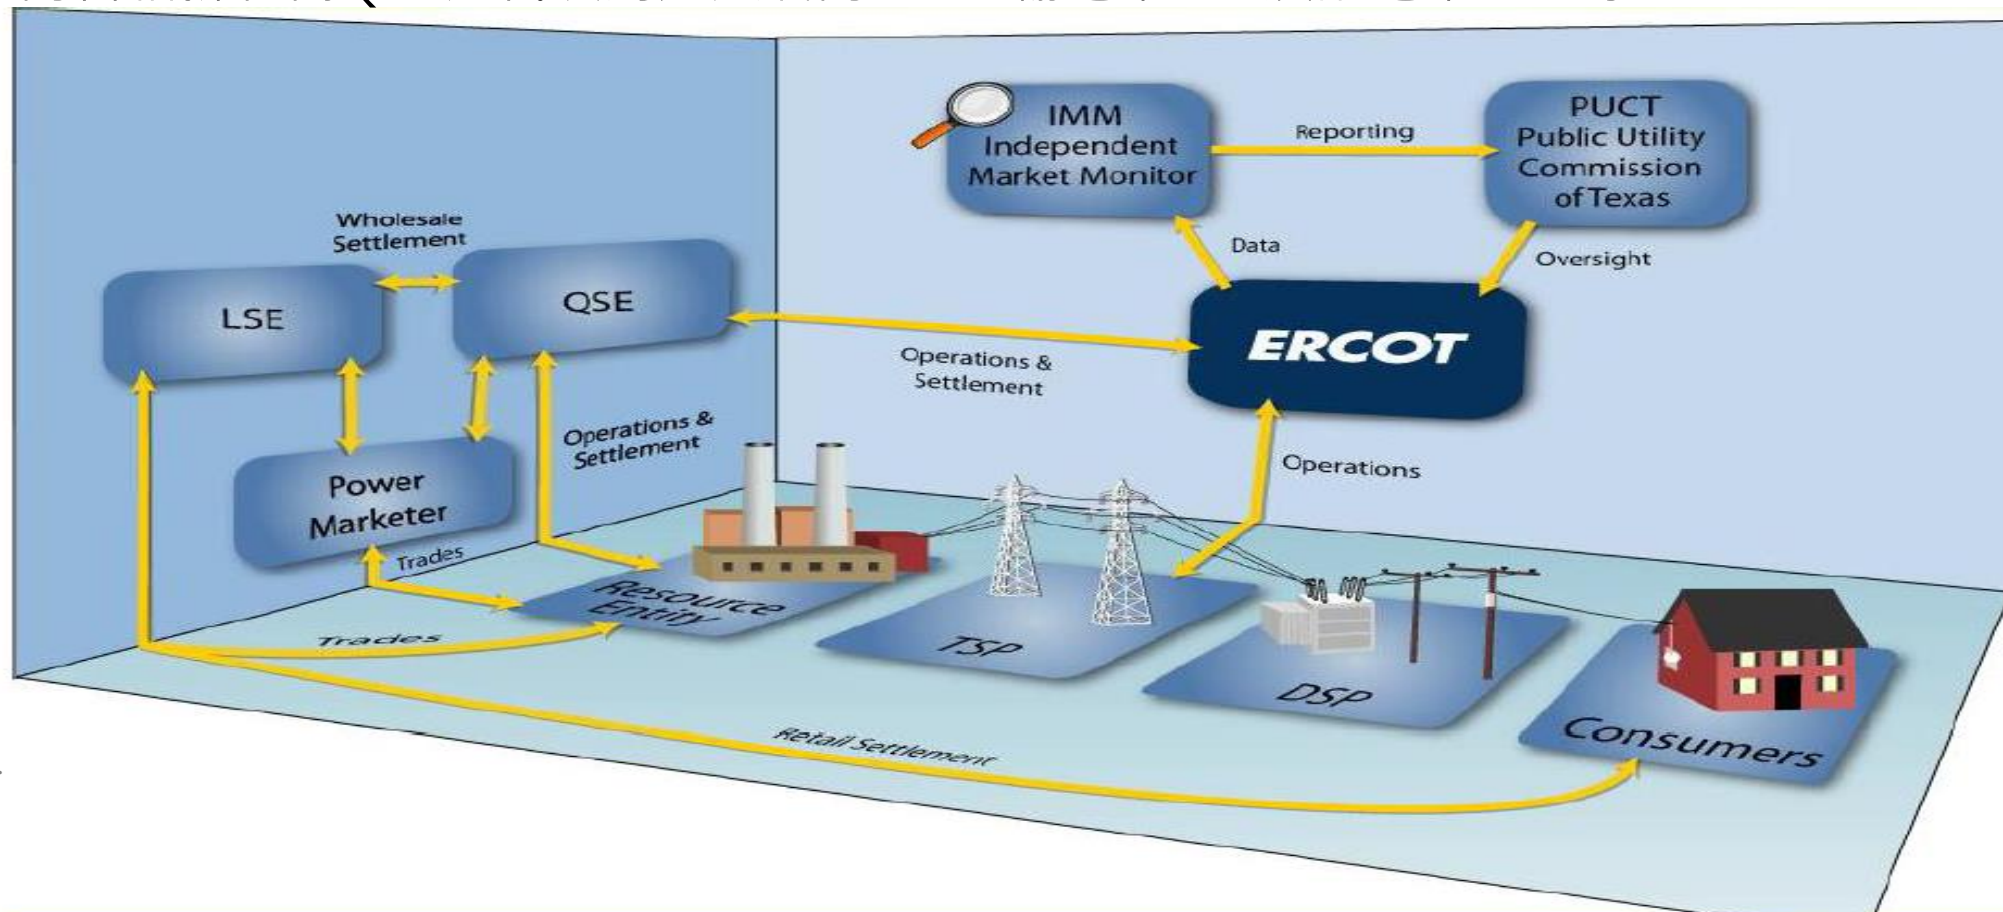 IMM
Independent
Market Monitor
Reporting
PUCT
Public Utility
Commission
of Texas
Wholesale
Settlement
Data
Oversight
LSE
QSE
ERCOT
Operations &
Settlement
Operations &
Settlement
Operations
Power
Marketer
Trades
Resource
Entity
Trades
TSP
DSP
Consumers
Retail Settlement